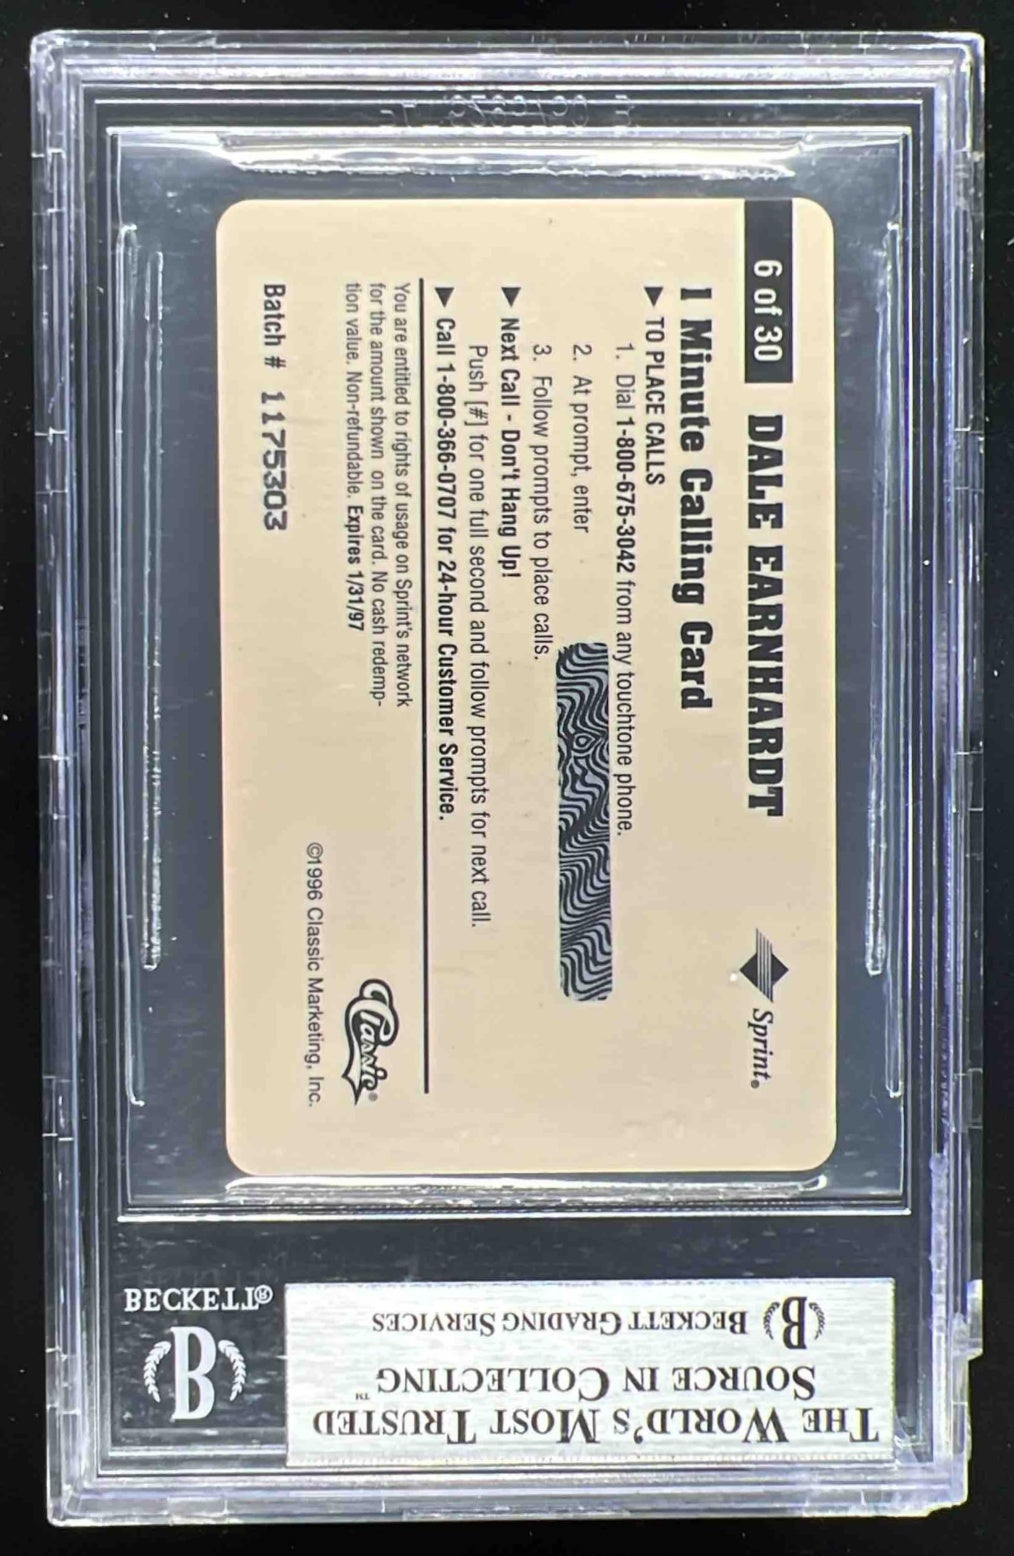 6 of 30 DALE EARNHARDT
Sprint®
1 Minute Calling Card
▶ TO PLACE CALLS
1. Dial 1-800-675-3042 from any touchtone phone.
2. At prompt, enter
3. Follow prompts to place calls.
▶ Next Call - Don't Hang Up!
Push [#] for one full second and follow prompts for next call.
▶ Call 1-800-366-0707 for 24-hour Customer Service.
You are entitled to rights of usage on Sprint's network
for the amount shown on the card. No cash redemp-
tion value. Non-refundable. Expires 1/31/97
Classic®
©1996 Classic Marketing, Inc.
Batch # 1175303
THE WORLD'S MOST TRUSTED
SOURCE IN COLLECTING™
B BECKETT GRADING SERVICES
BECKETT®
B